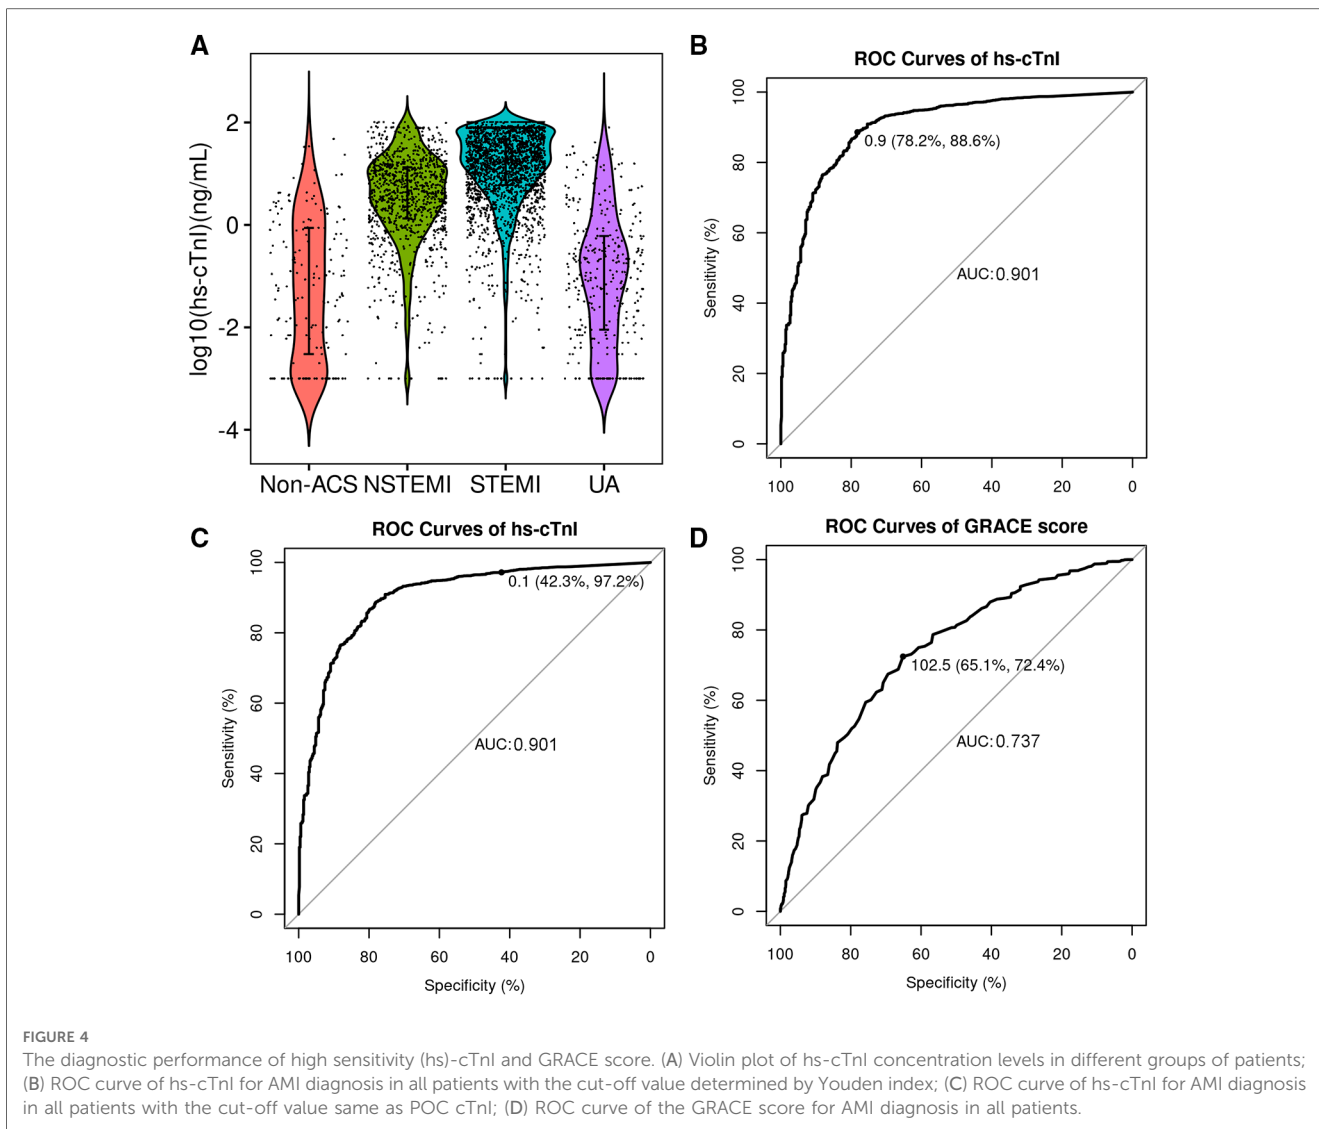 A
log10(hs-cTnI)(ng/mL)
2
0
-2
-4
Non-ACS NSTEMI STEMI UA
B
ROC Curves of hs-cTnI
Sensitivity (%)
100
80
60
40
20
0
0.9 (78.2%, 88.6%)
AUC:0.901
100 80 60 40 20 0
C
ROC Curves of hs-cTnI
Sensitivity (%)
100
80
60
40
20
0
0.1 (42.3%, 97.2%)
AUC:0.901
100 80 60 40 20 0
Specificity (%)
D
ROC Curves of GRACE score
Sensitivity (%)
100
80
60
40
20
0
102.5 (65.1%, 72.4%)
AUC:0.737
100 80 60 40 20 0
Specificity (%)
FIGURE 4
The diagnostic performance of high sensitivity (hs)-cTnI and GRACE score. (A) Violin plot of hs-cTnI concentration levels in different groups of patients;
(B) ROC curve of hs-cTnI for AMI diagnosis in all patients with the cut-off value determined by Youden index; (C) ROC curve of hs-cTnI for AMI diagnosis
in all patients with the cut-off value same as POC cTnI; (D) ROC curve of the GRACE score for AMI diagnosis in all patients.